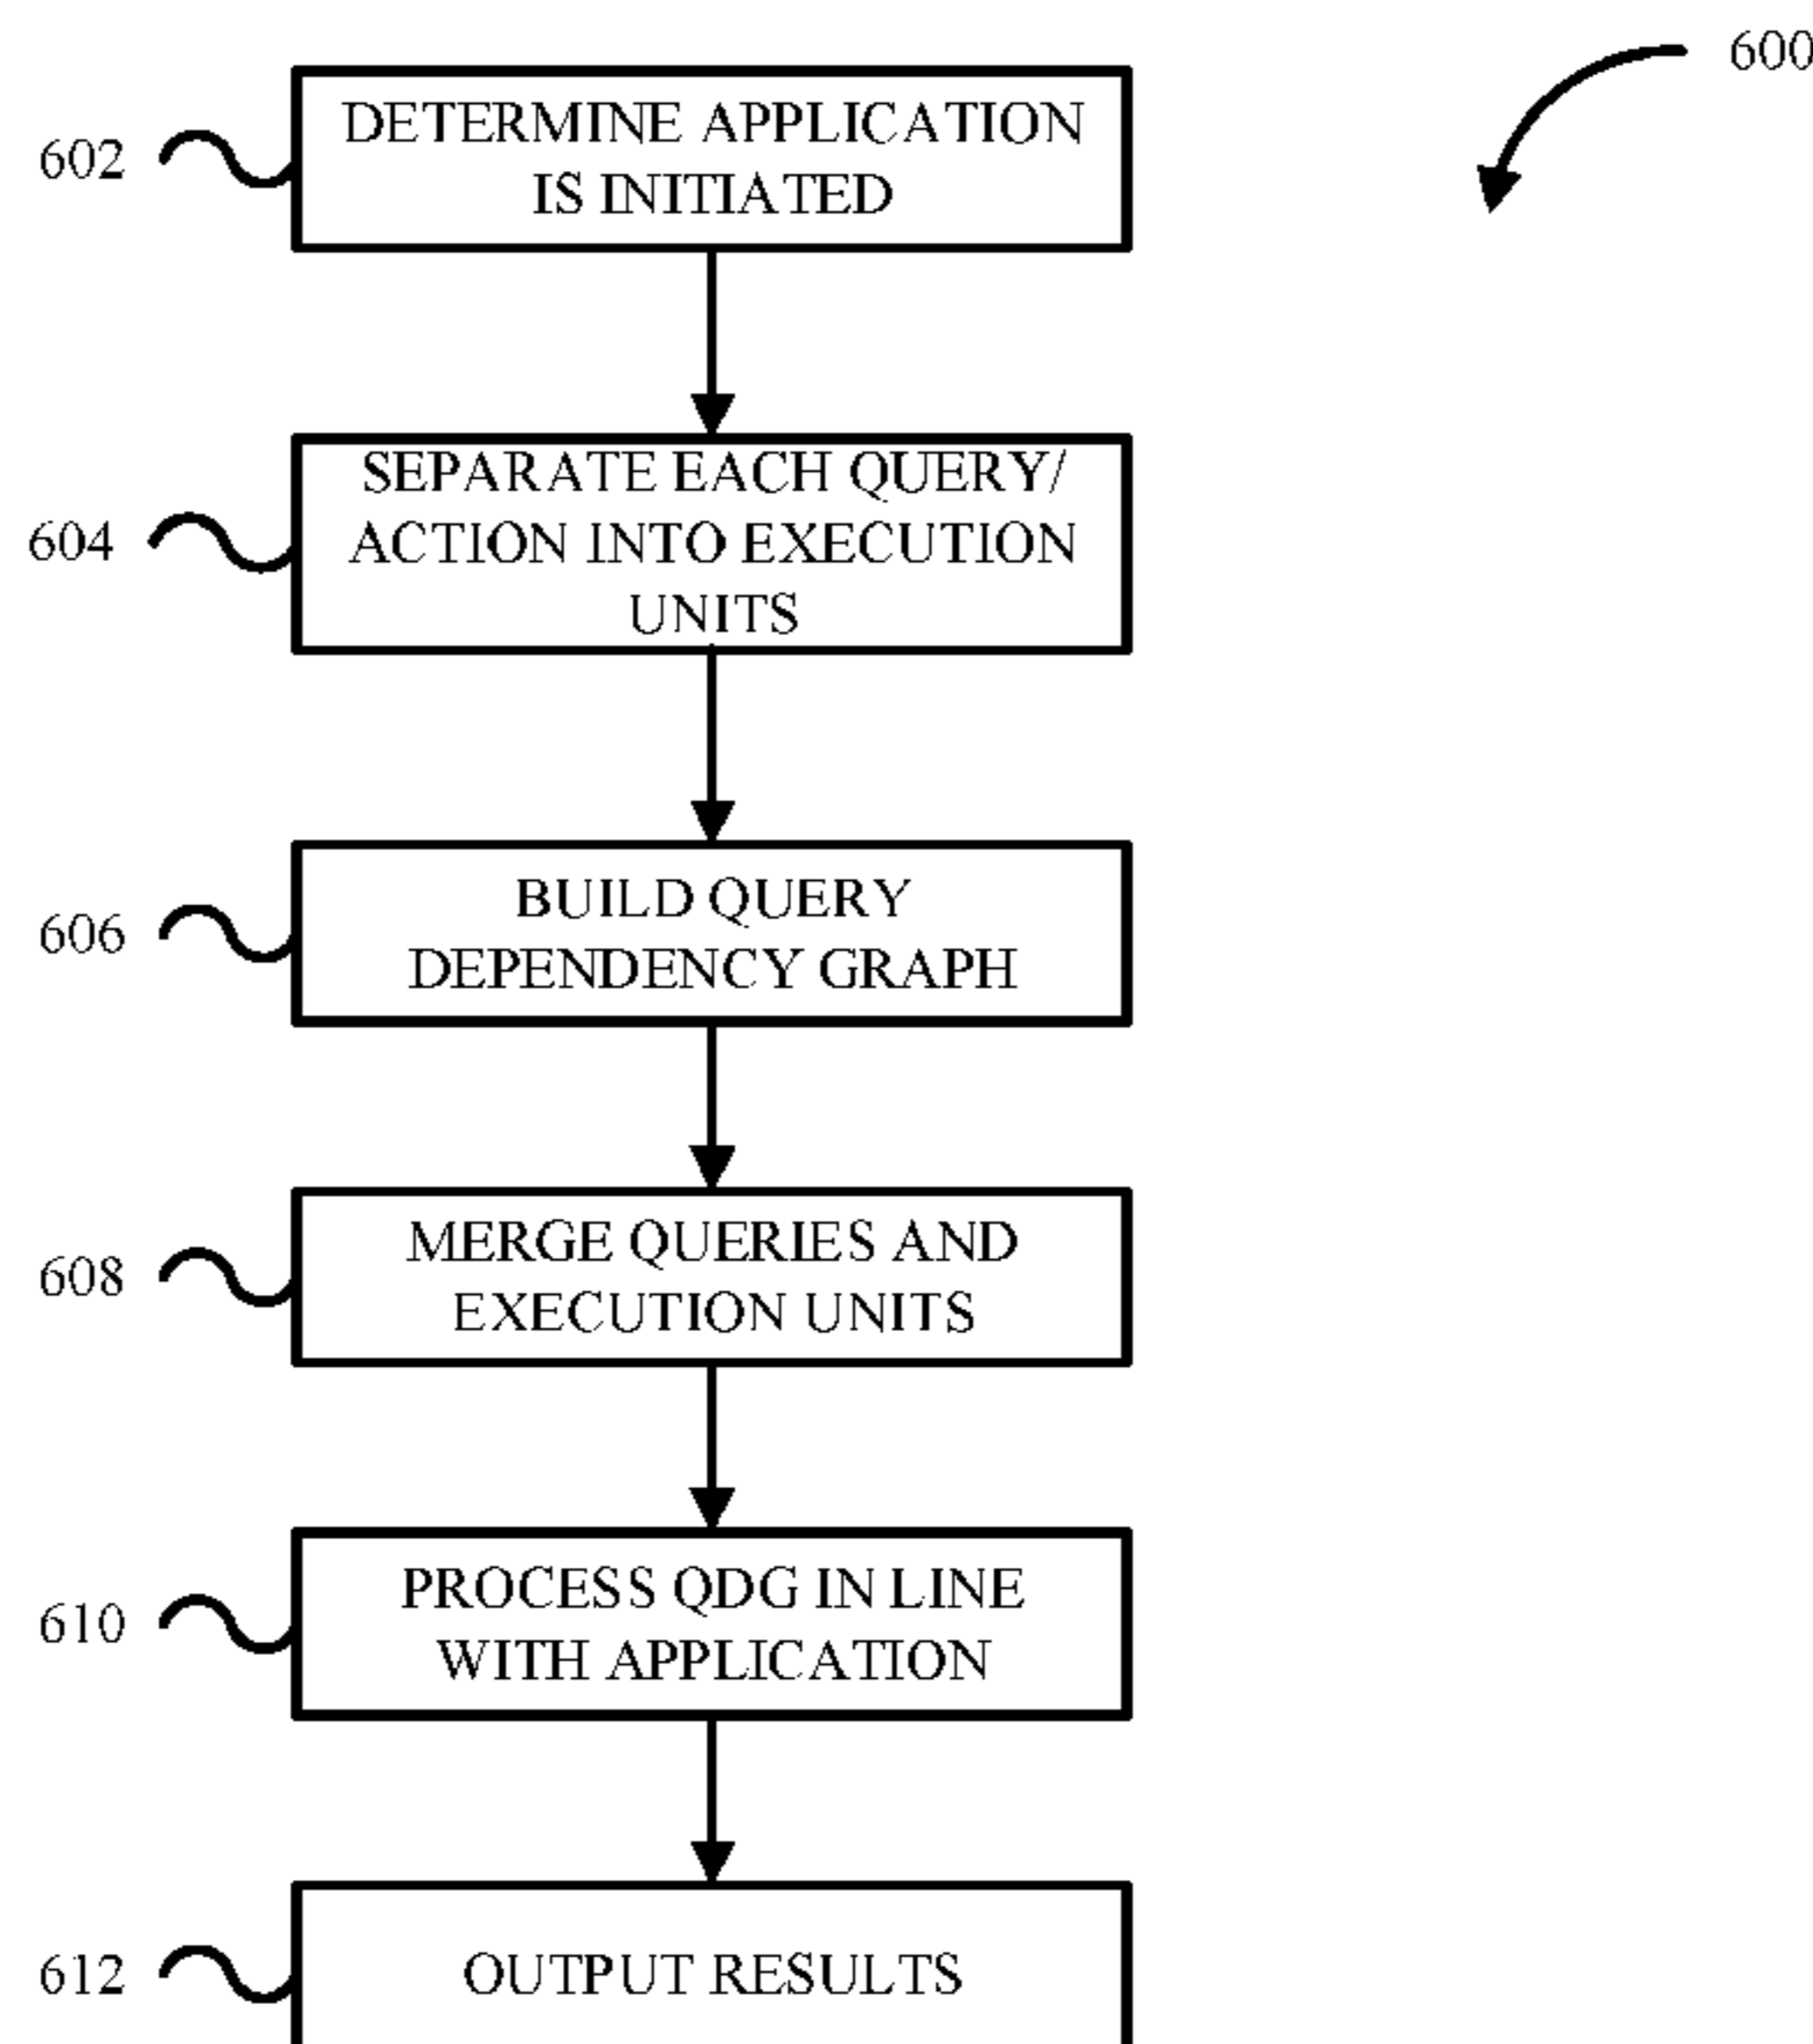 600
602
DETERMINE APPLICATION
IS INITIATED
604
SEPARATE EACH QUERY/
ACTION INTO EXECUTION
UNITS
606
BUILD QUERY
DEPENDENCY GRAPH
608
MERGE QUERIES AND
EXECUTION UNITS
610
PROCESS QDG IN LINE
WITH APPLICATION
612
OUTPUT RESULTS